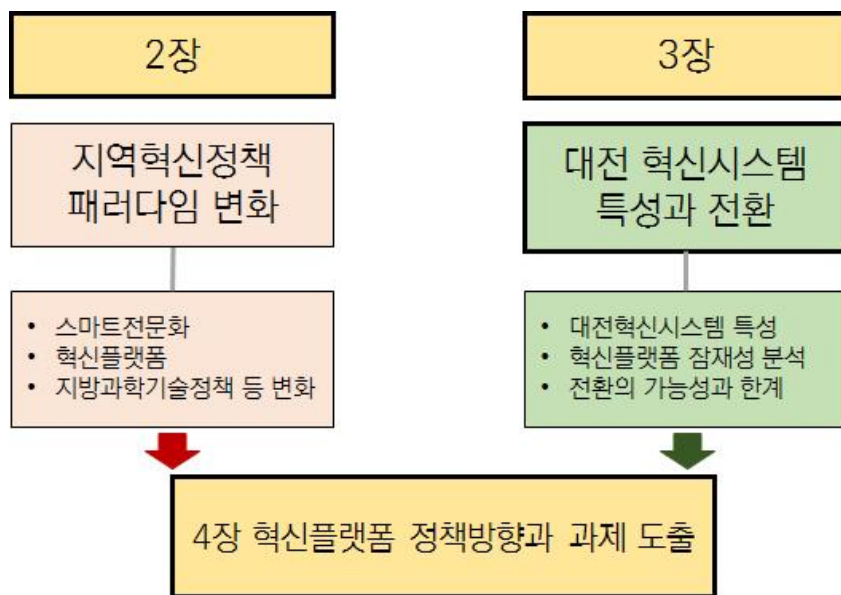 2장
지역혁신정책
패러다임 변화
• 스마트전문화
• 혁신플랫폼
• 지방과학기술정책 등 변화
3장
대전 혁신시스템
특성과 전환
• 대전혁신시스템 특성
• 혁신플랫폼 잠재성 분석
• 전환의 가능성과 한계
4장 혁신플랫폼 정책방향과 과제 도출